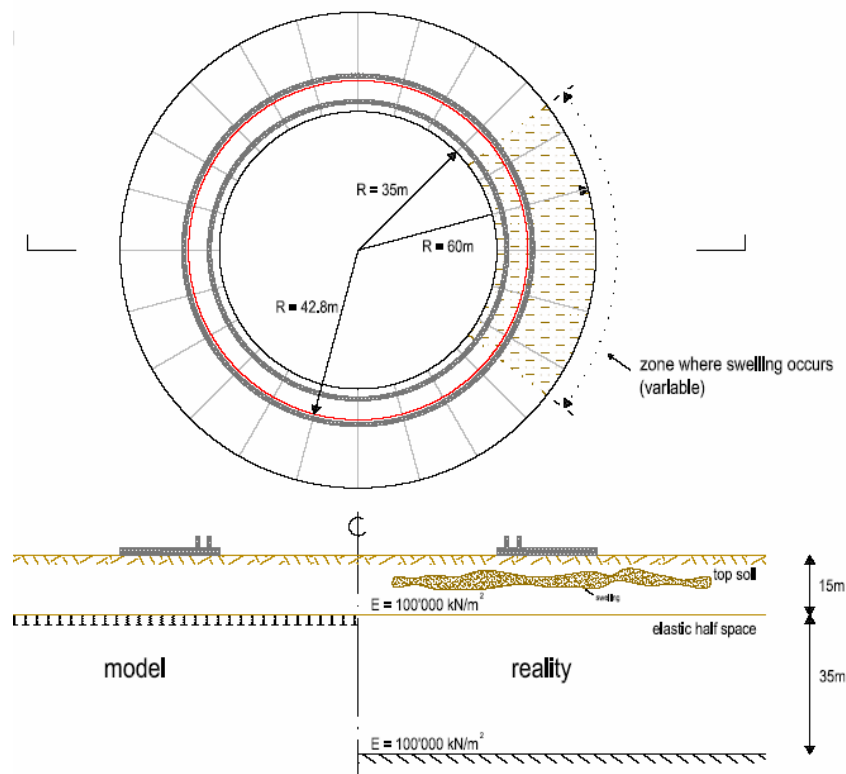 R = 35m
R = 60m
R = 42.8m
zone where swellling occurs
(variable)
C
top soil
15m
swelling
E = 100'000 kN/m²
elastic half space
model
reality
35m
E = 100'000 kN/m²